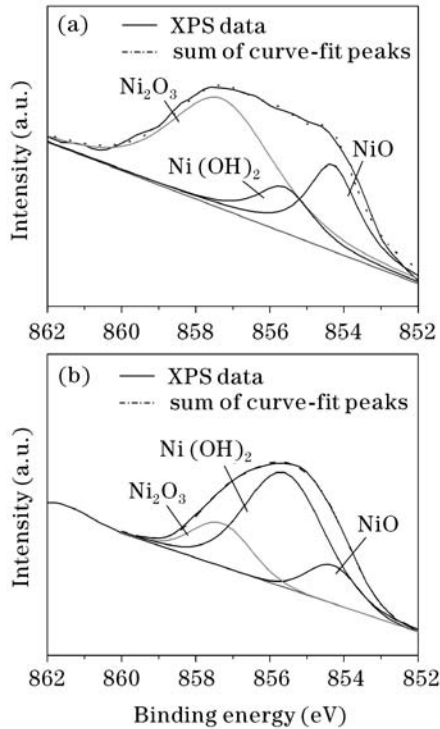 (a)
XPS data
sum of curve-fit peaks
Ni₂O₃
NiO
Ni (OH)₂
Intensity (a.u.)
862 860 858 856 854 852
(b)
XPS data
sum of curve-fit peaks
Ni (OH)₂
Ni₂O₃
NiO
Intensity (a.u.)
862 860 858 856 854 852
Binding energy (eV)